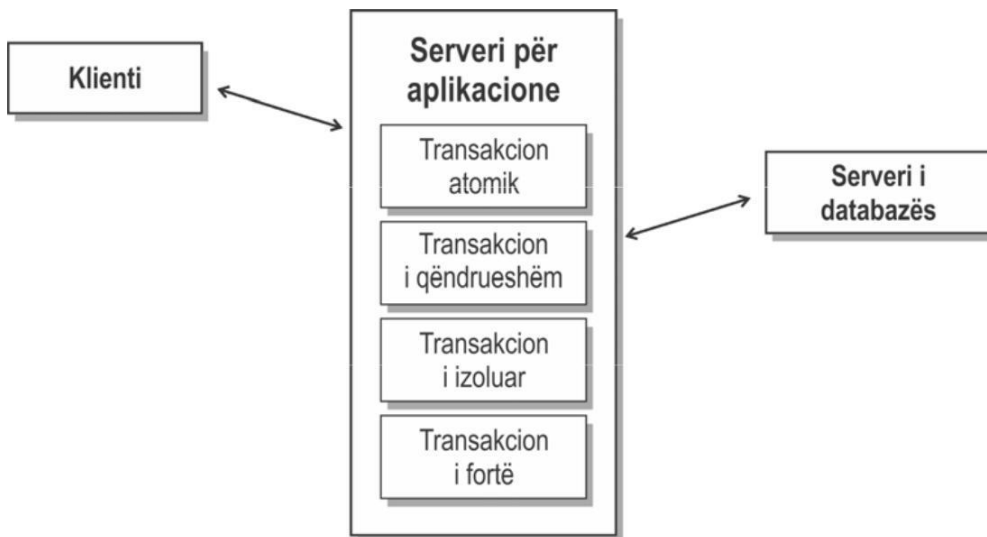 Klienti
Serveri për
aplikacione
Transakcion
atomik
Transakcion
i qëndrueshëm
Transakcion
i izoluar
Transakcion
i fortë
Serveri i
databazës